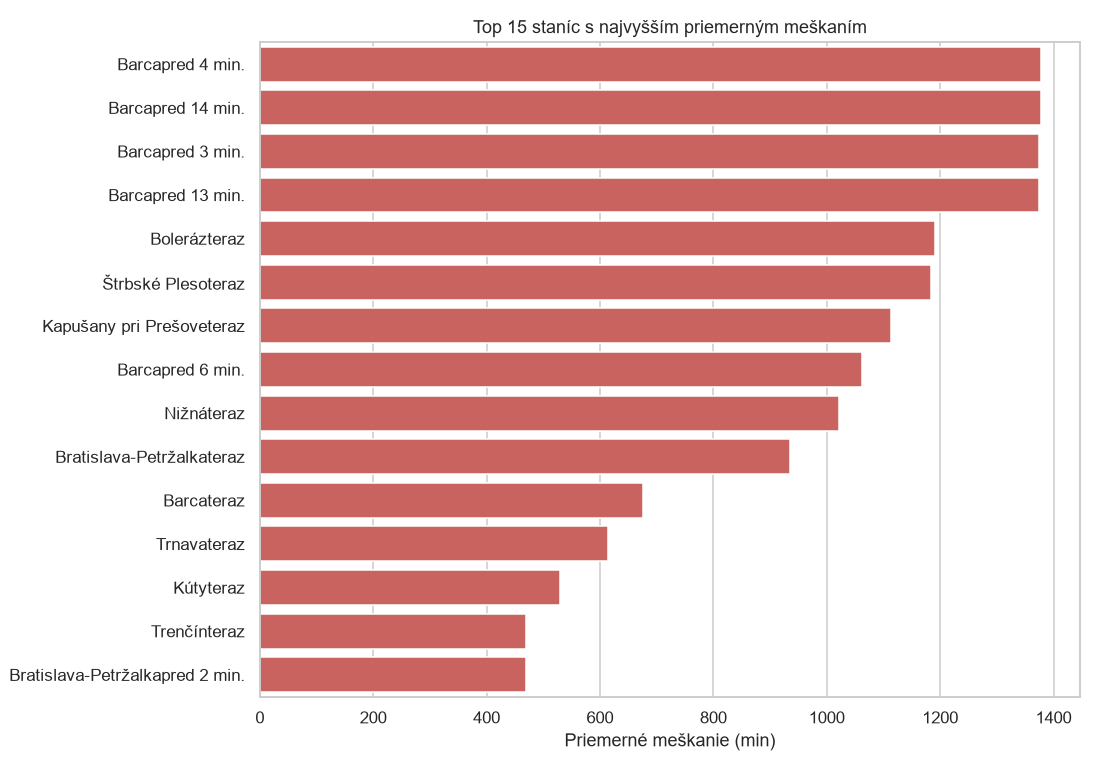 Top 15 staníc s najvyšším priemerným meškaním
Barcapred 4 min.
Barcapred 14 min.
Barcapred 3 min.
Barcapred 13 min.
Bolerázteraz
Štrbské Plesoteraz
Kapušany pri Prešoveteraz
Barcapred 6 min.
Nižnáteraz
Bratislava-Petržalkateraz
Barcateraz
Trnavateraz
Kútyteraz
Trenčínteraz
Bratislava-Petržalkapred 2 min.
0 200 400 600 800 1000 1200 1400
Priemerné meškanie (min)